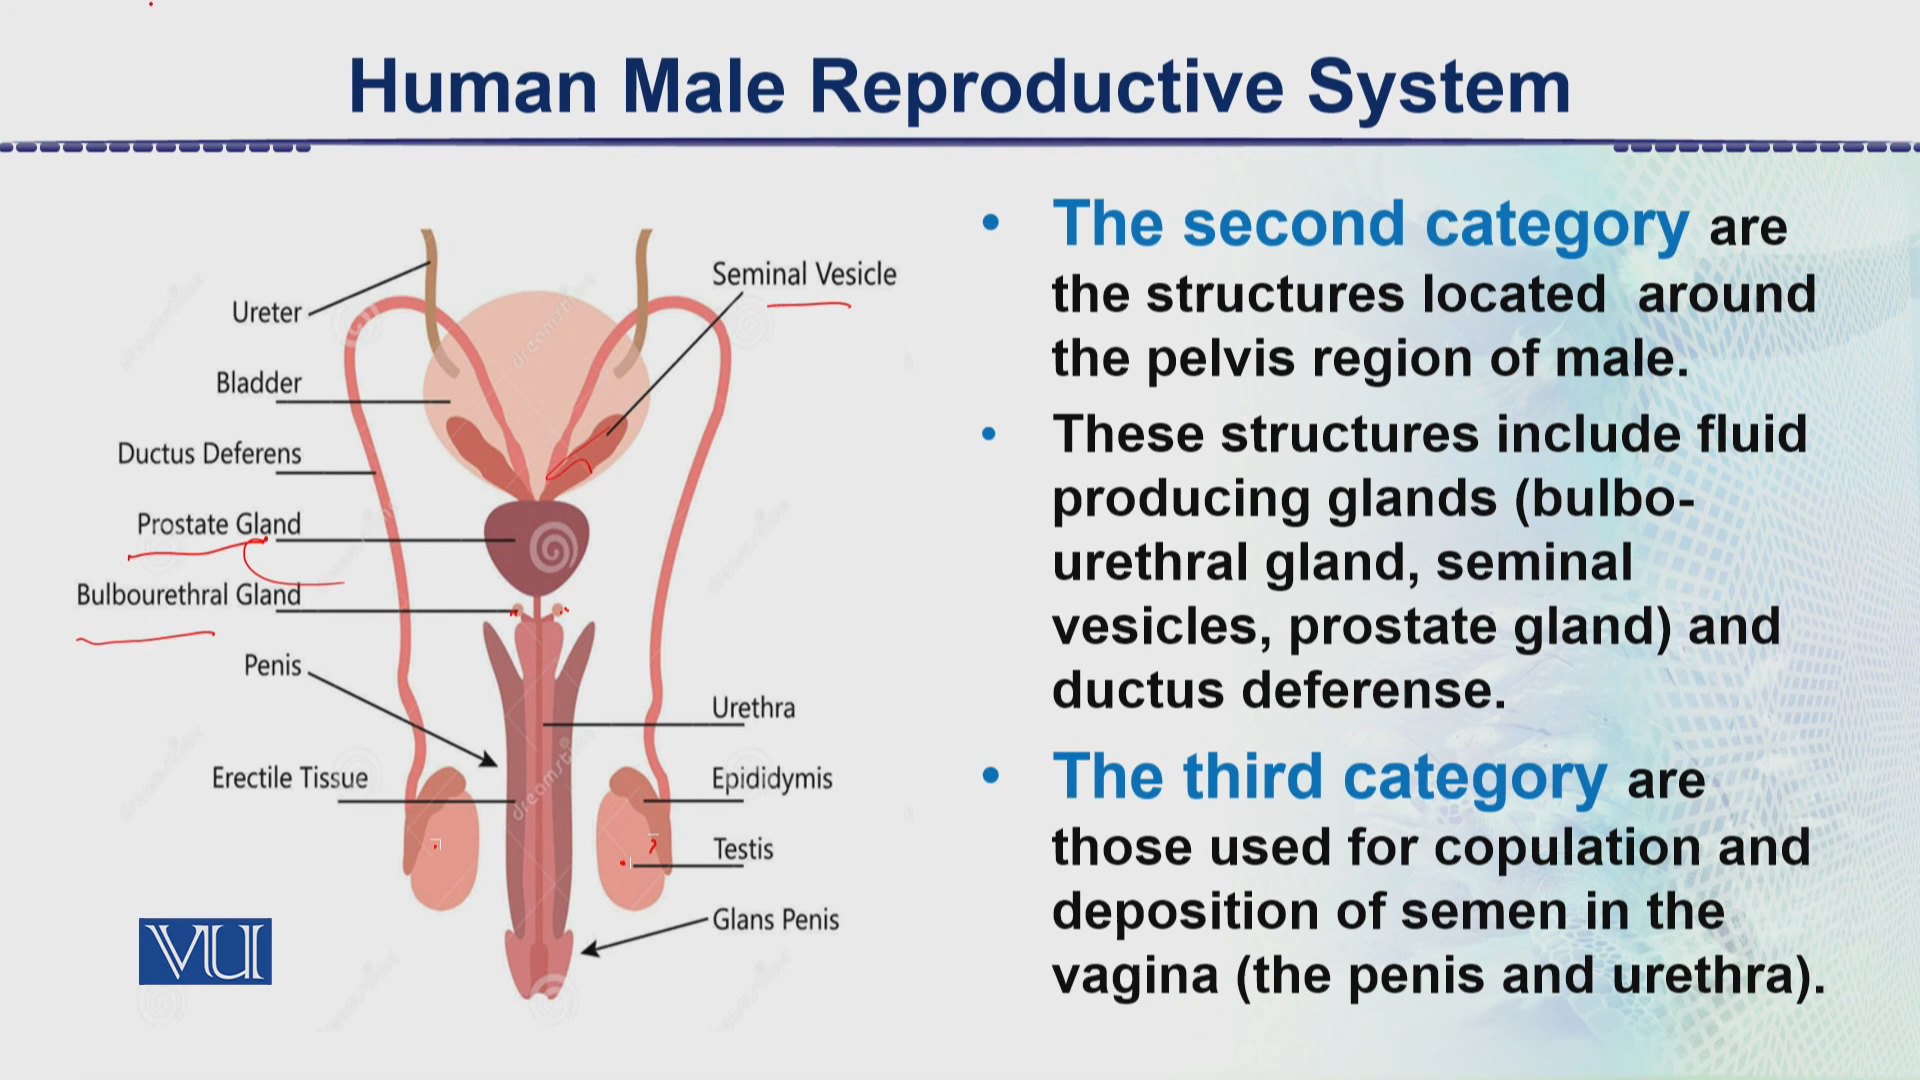 Human Male Reproductive System
Seminal Vesicle
Ureter
Bladder
Ductus Deferens
Prostate Gland
Bulbourethral Gland
Penis
Urethra
Erectile Tissue
Epididymis
Testis
Glans Penis
VU
• The second category are
the structures located around
the pelvis region of male.
• These structures include fluid
producing glands (bulbo-
urethral gland, seminal
vesicles, prostate gland) and
ductus deferense.
• The third category are
those used for copulation and
deposition of semen in the
vagina (the penis and urethra).
dreamstime